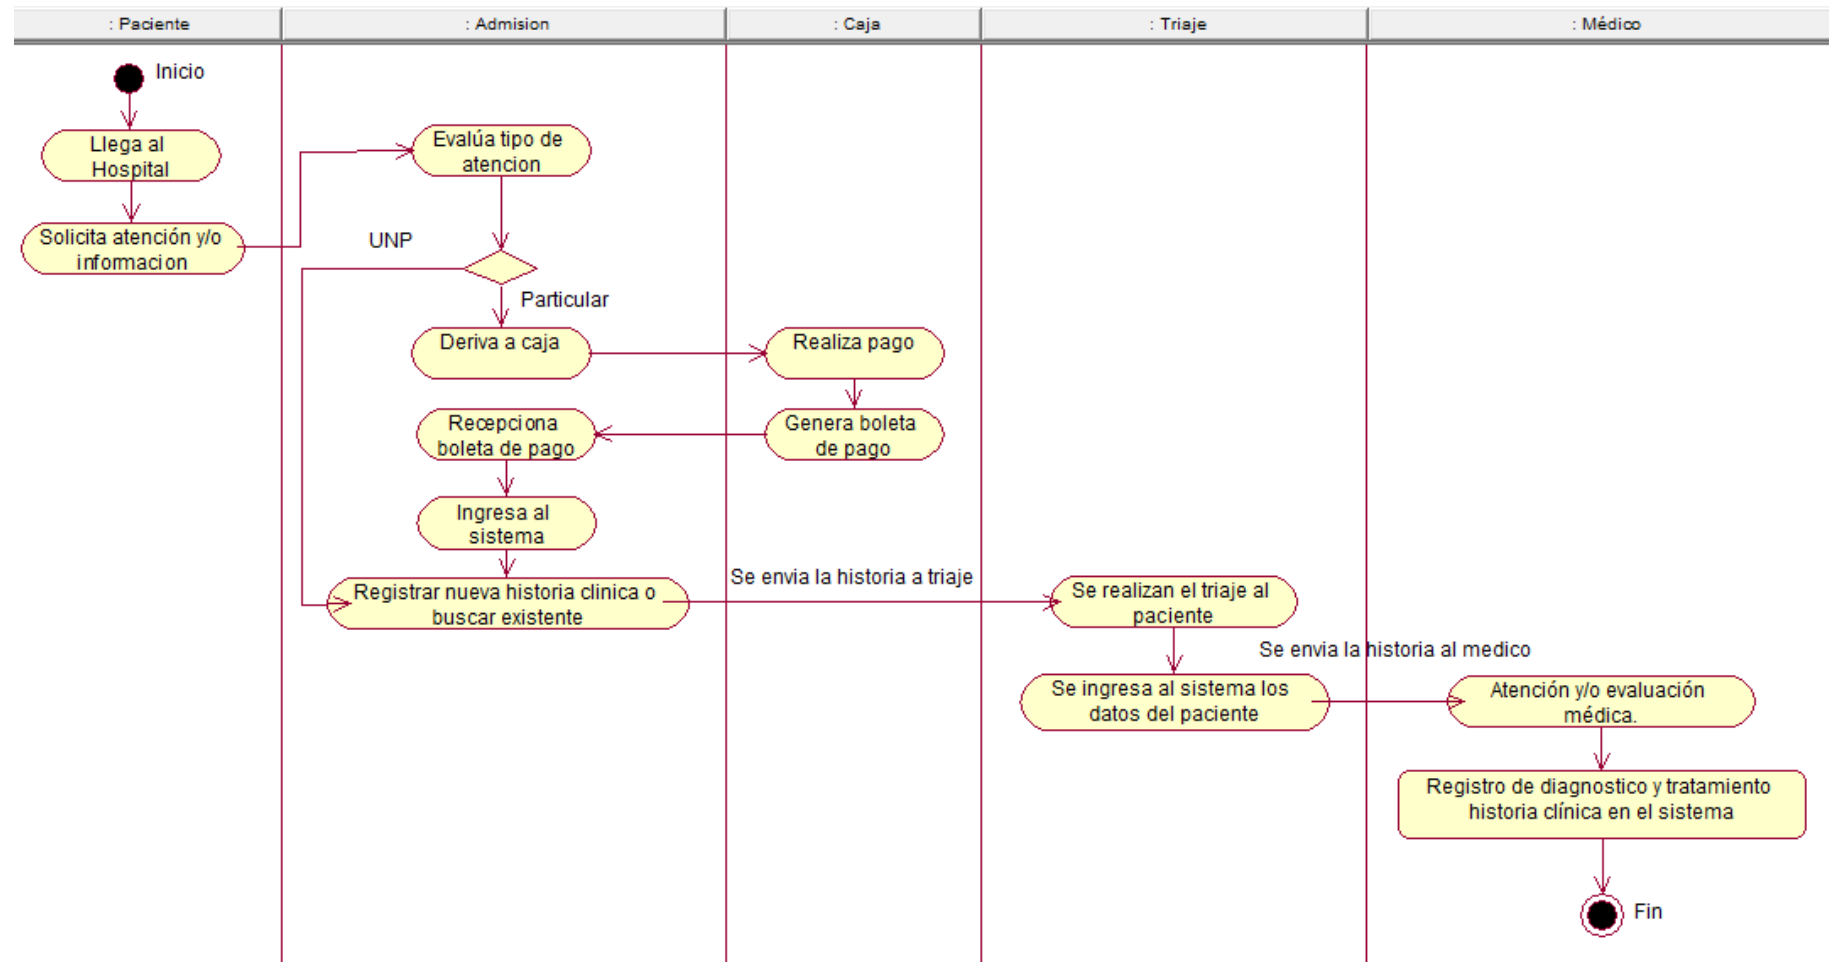 : Paciente
: Admision
: Caja
: Triaje
: Médico
Inicio
Llega al
Hospital
Solicita atención y/o
informacion
Evalúa tipo de
atencion
UNP
Particular
Deriva a caja
Realiza pago
Genera boleta
de pago
Recepciona
boleta de pago
Ingresa al
sistema
Registrar nueva historia clinica o
buscar existente
Se envia la historia a triaje
Se realizan el triaje al
paciente
Se envia la historia al medico
Se ingresa al sistema los
datos del paciente
Atención y/o evaluación
médica.
Registro de diagnostico y tratamiento
historia clínica en el sistema
Fin